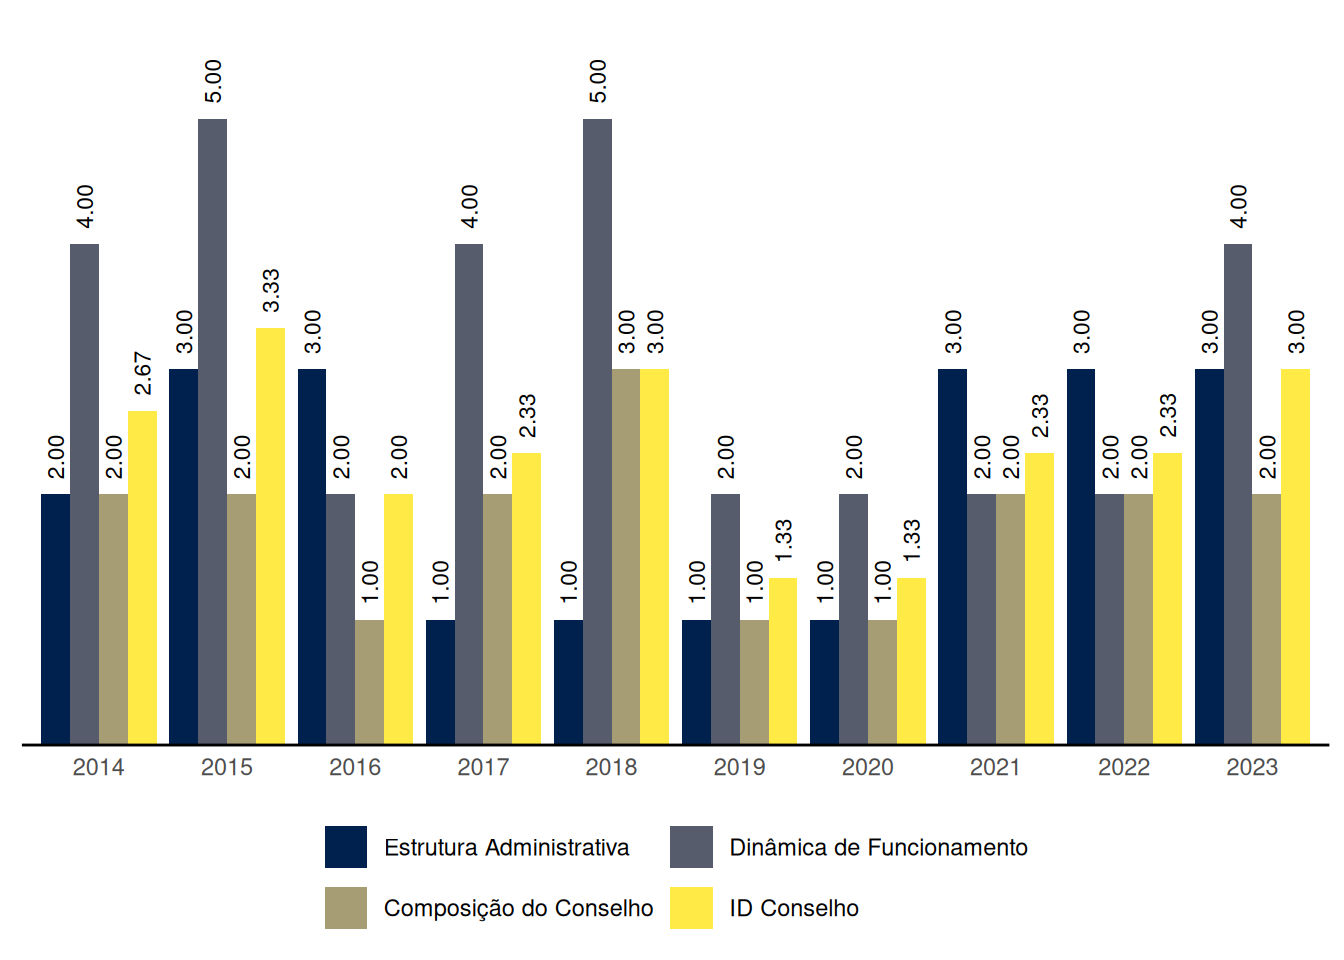 2.00 4.00 2.00 2.67
3.00 5.00 2.00 3.33
3.00 2.00 1.00 2.00
1.00 4.00 2.00 2.33
1.00 5.00 3.00 3.00
1.00 2.00 1.00 1.33
1.00 2.00 1.00 1.33
3.00 2.00 2.00 2.33
3.00 2.00 2.00 2.33
3.00 4.00 2.00 3.00
2014 2015 2016 2017 2018 2019 2020 2021 2022 2023
Estrutura Administrativa Dinâmica de Funcionamento
Composição do Conselho ID Conselho